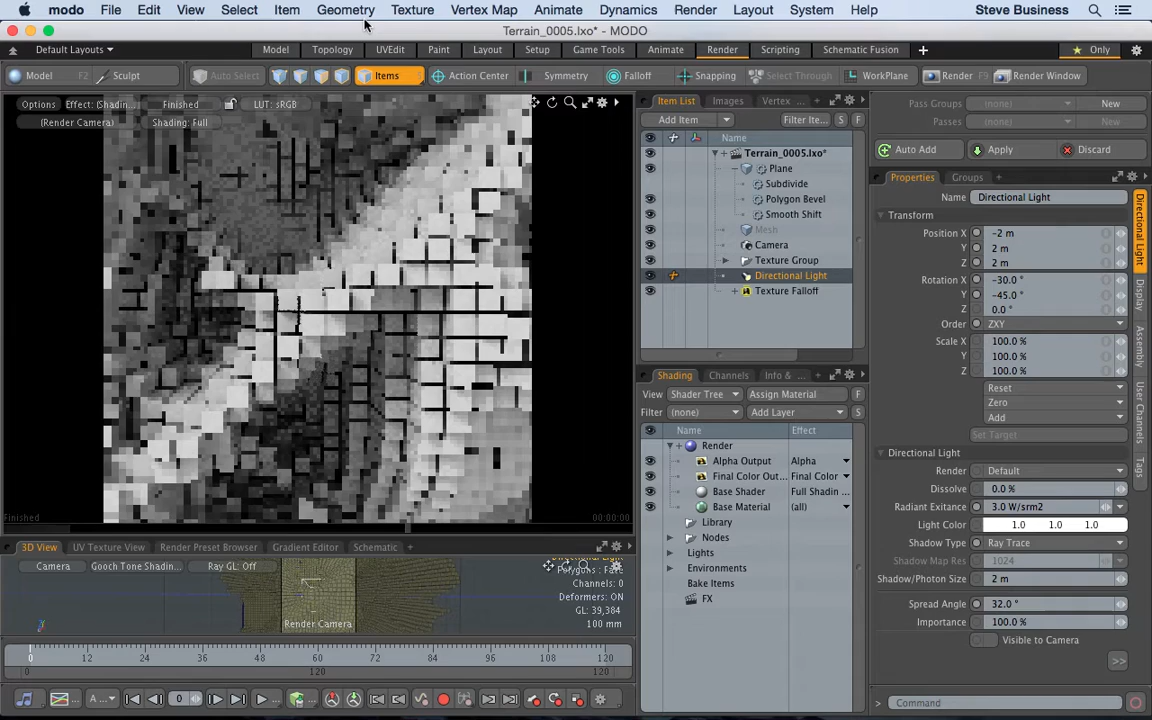 modo File Edit View Select Item Geometry Texture Vertex Map Animate Dynamics Render Layout System Help Steve Business
Terrain_0005.lxo* - MODO
Default Layouts Model Topology UVEdit Paint Layout Setup Game Tools Animate Render Scripting Schematic Fusion Only
Model F2 Sculpt Auto Select Items Action Center Symmetry Falloff Snapping Select Through WorkPlane Render F9 Render Window
Options Effect: (Shadin... Finished LUT: sRGB
(Render Camera) Shading: Full
Finished 00:00:00
Item List Images Vertex ...
Add Item Filter Ite... S F
Name
Terrain_0005.lxo*
Plane
Subdivide
Polygon Bevel
Smooth Shift
Mesh
Camera
Texture Group
Directional Light
Texture Falloff
Shading Channels Info & ...
View Shader Tree Assign Material F
Filter (none) Add Layer S
Name Effect
Render
Alpha Output Alpha
Final Color Out... Final Color
Base Shader Full Shadin ...
Base Material (all)
Library
Nodes
Lights
Environments
Bake Items
FX
Pass Groups (none) New
Passes (none) New
Auto Add Apply Discard
Properties Groups
Name Directional Light
Transform
Position X -2 m
Y 2 m
Z 2 m
Rotation X -30.0 °
Y -45.0 °
Z 0.0 °
Order ZXY
Scale X 100.0 %
Y 100.0 %
Z 100.0 %
Reset
Zero
Add
Set Target
Directional Light
Render Default
Dissolve 0.0 %
Radiant Exitance 3.0 W/srm2
Light Color 1.0 1.0 1.0
Shadow Type Ray Trace
Shadow Map Res 1024
Shadow/Photon Size 2 m
Spread Angle 32.0 °
Importance 100.0 %
Visible to Camera
>>
Directional Light
Display
Assembly
User Channels
Tags
3D View UV Texture View Render Preset Browser Gradient Editor Schematic
Camera Gooch Tone Shadin... Ray GL: Off
Channels: 0
Deformers: ON
GL: 39,384
100 mm
Render Camera
0 12 24 36 48 60 72 84 96 108 120
0 120 120
A... 0
> Command